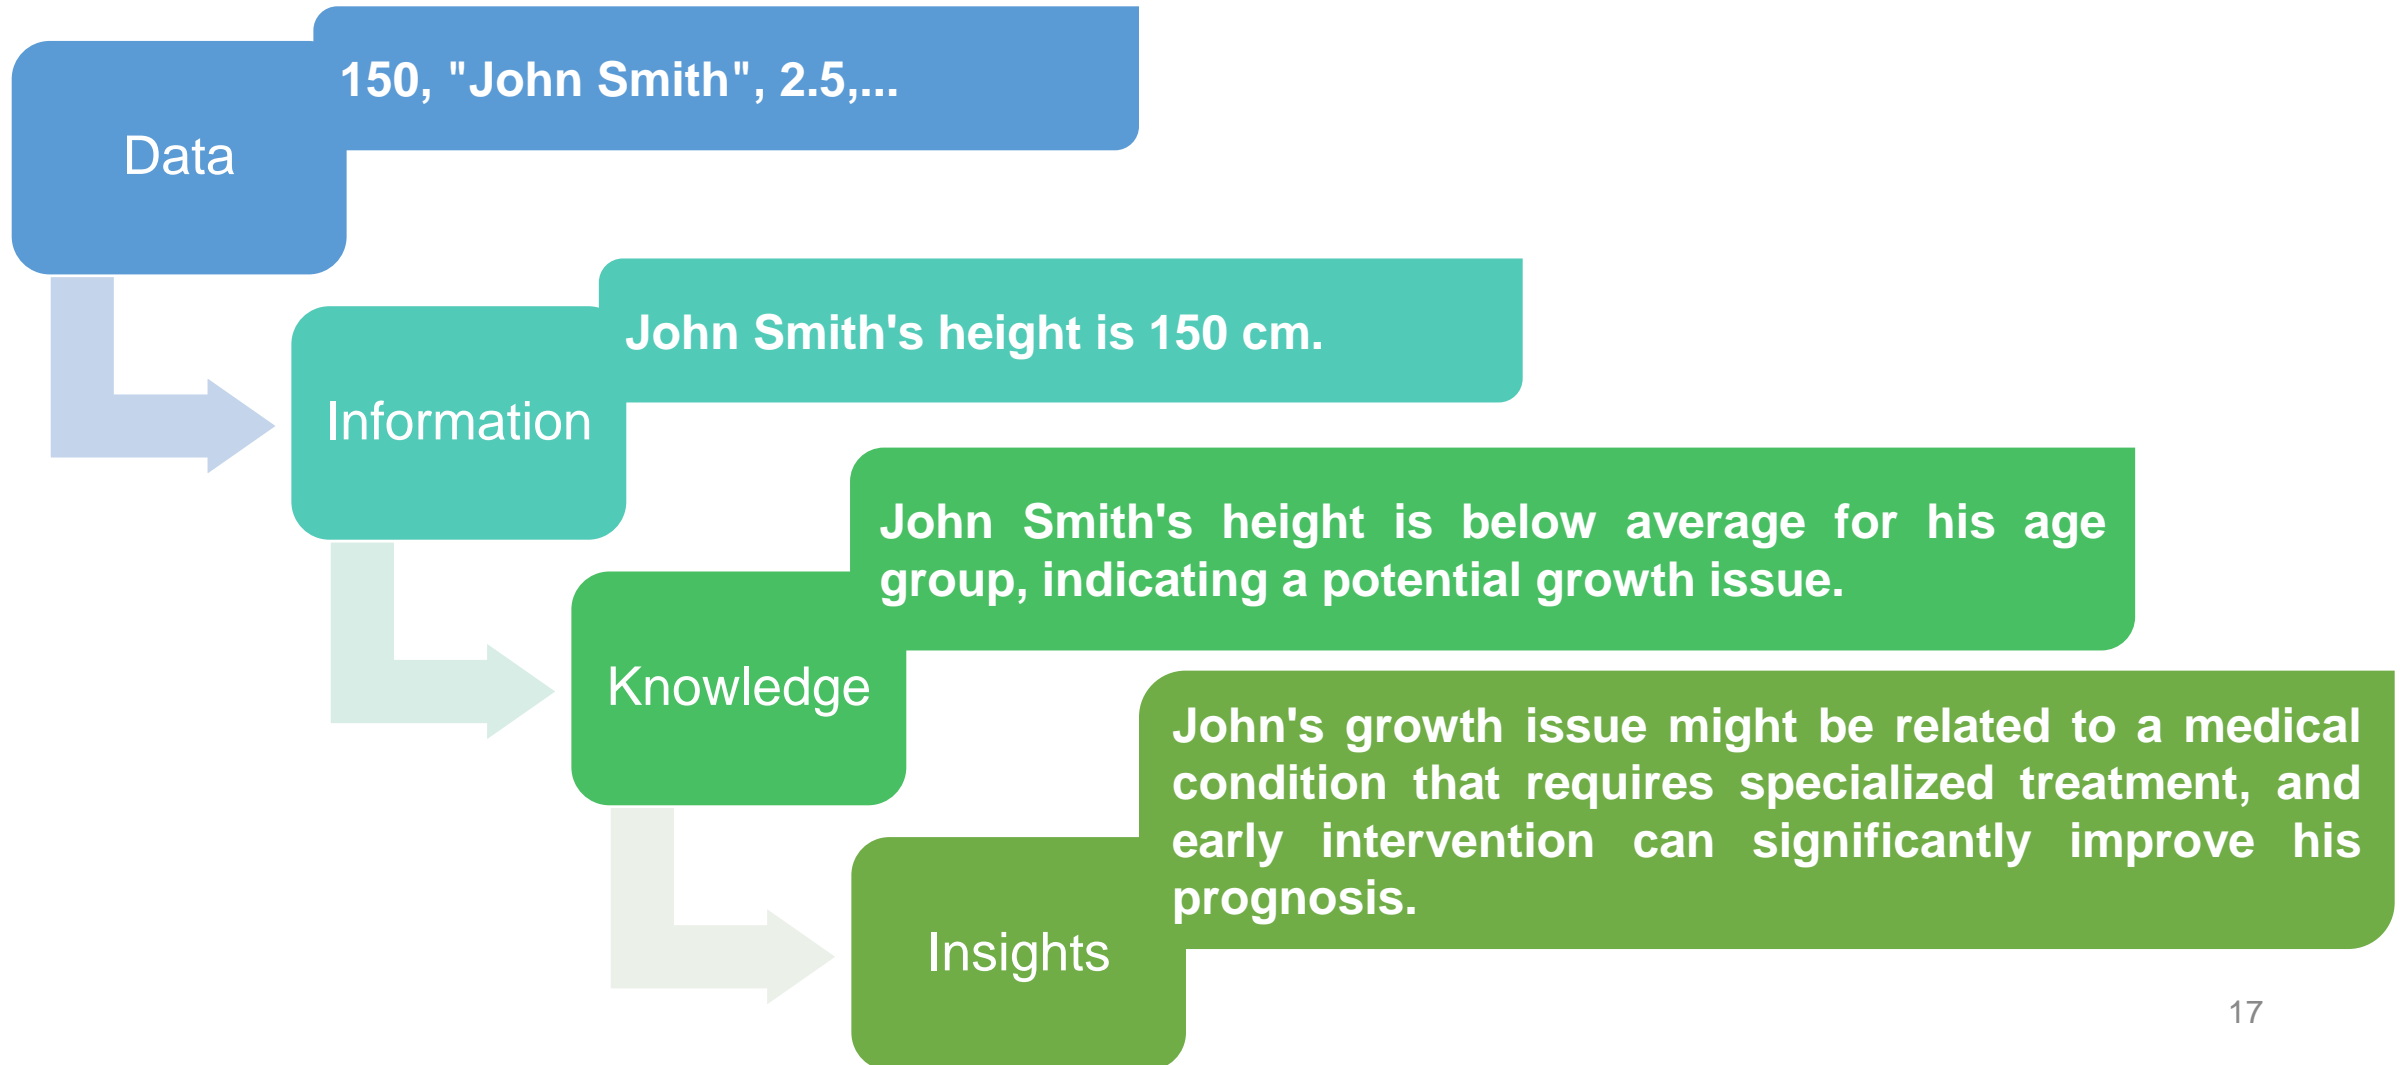 150, "John Smith", 2.5,...
Data
John Smith's height is 150 cm.
Information
John Smith's height is below average for his age
group, indicating a potential growth issue.
Knowledge
John's growth issue might be related to a medical
condition that requires specialized treatment, and
early intervention can significantly improve his
prognosis.
Insights
17